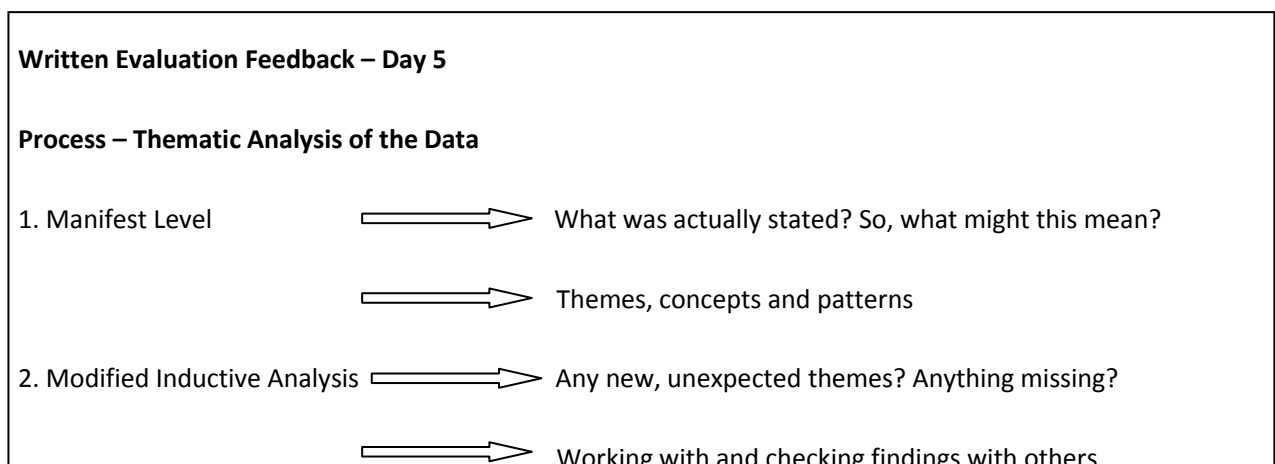 Written Evaluation Feedback – Day 5
Process – Thematic Analysis of the Data
1. Manifest Level What was actually stated? So, what might this mean?
Themes, concepts and patterns
2. Modified Inductive Analysis Any new, unexpected themes? Anything missing?
Working with and checking findings with others